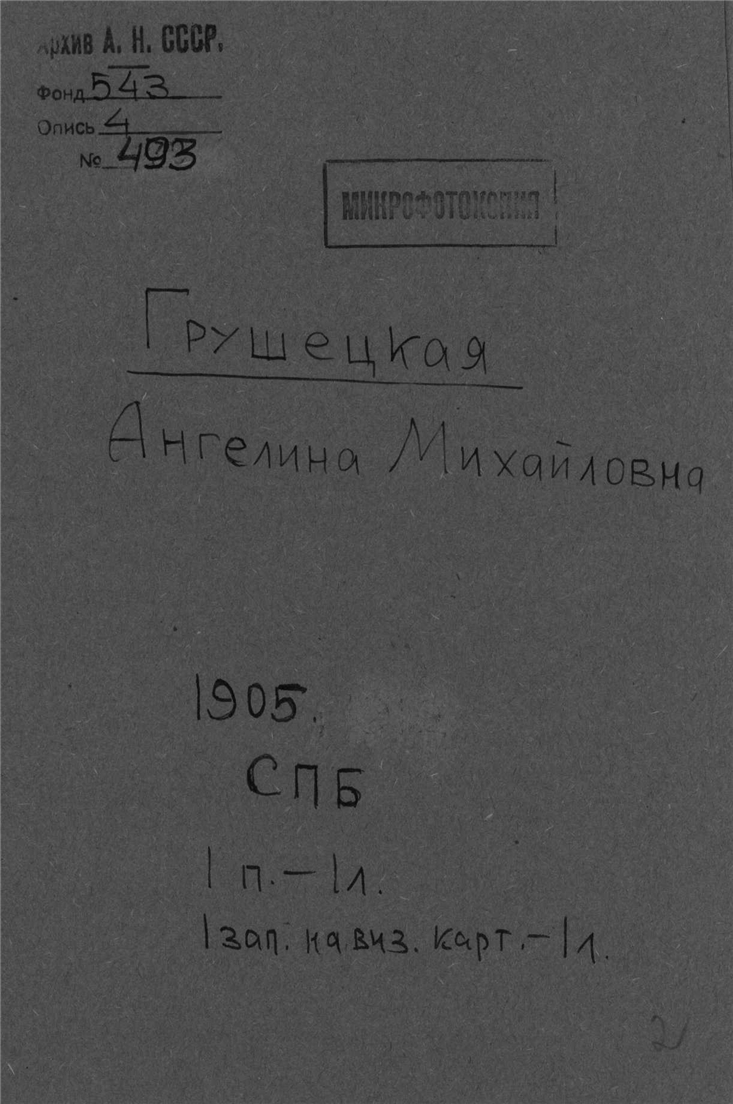 Архив А. Н. СССР.
Фонд 543
Опись 4
№ 493
МИКРОФОТОКОПИЯ
Грушецкая
Ангелина Михайловна
1905.
СПБ
1 п. — 1 л.
1 зап. на виз. карт. — 1 л.
2